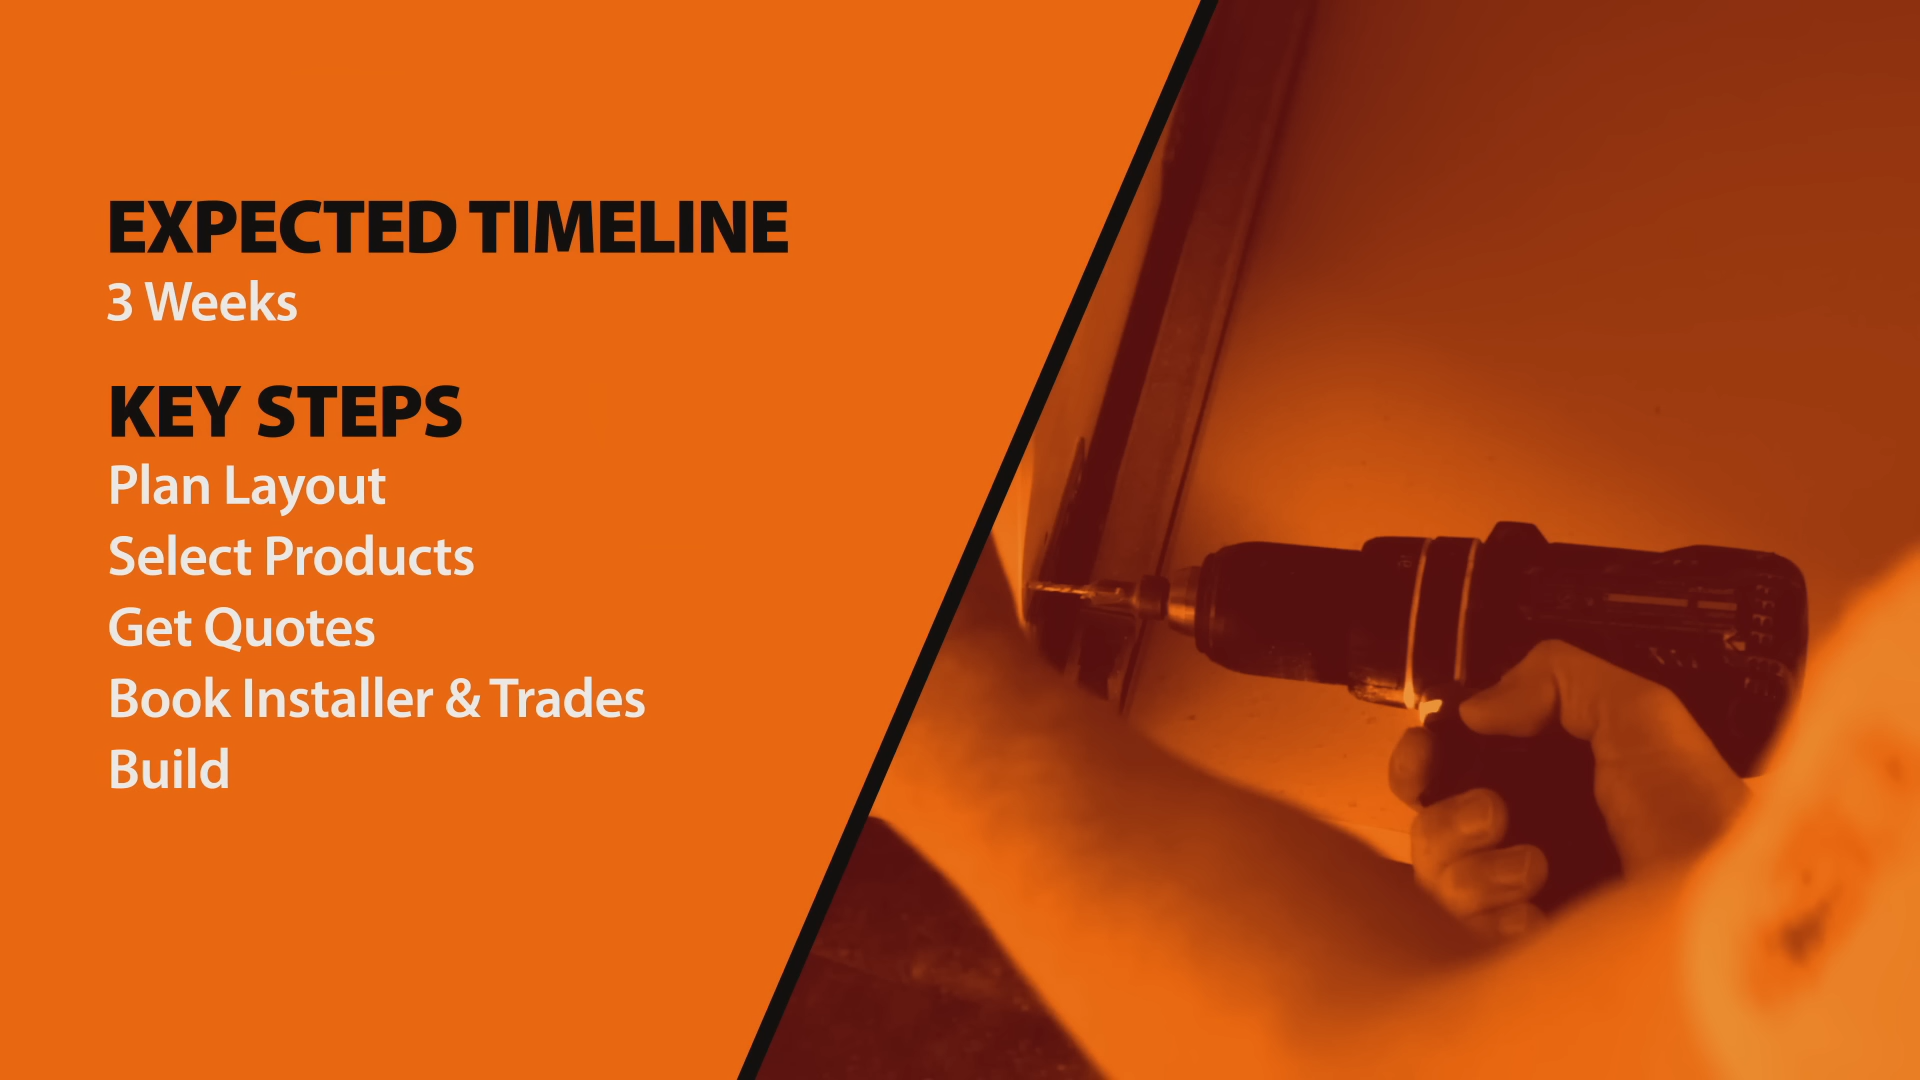 EXPECTED TIMELINE
3 Weeks
KEY STEPS
Plan Layout
Select Products
Get Quotes
Book Installer & Trades
Build